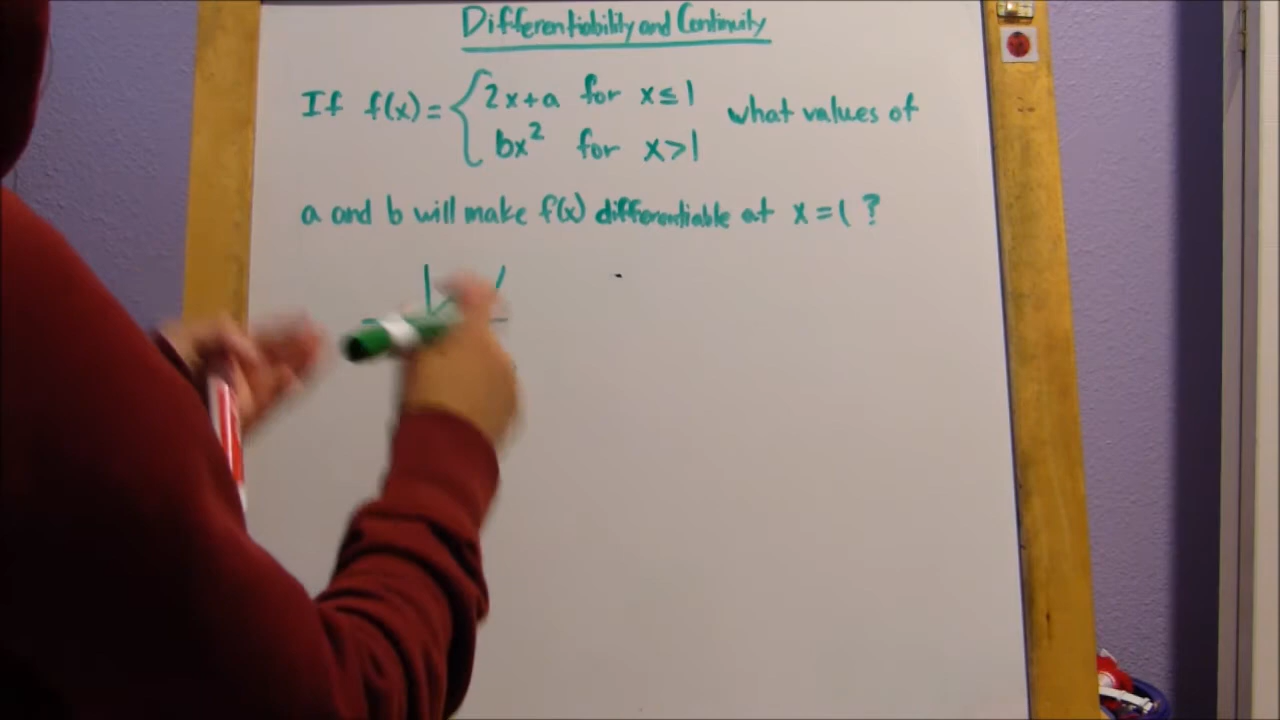 Differentiability and Continuity
If f(x) = { 2x+a for x≤1 what values of
bx² for x>1
a and b will make f(x) differentiable at x=1?